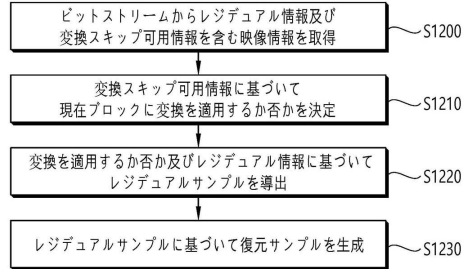 ビットストリームからレジデュアル情報及び
変換スキップ可用情報を含む映像情報を取得
S1200
変換スキップ可用情報に基づいて
現在ブロックに変換を適用するか否かを決定
S1210
変換を適用するか否か及びレジデュアル情報に基づいて
レジデュアルサンプルを導出
S1220
レジデュアルサンプルに基づいて復元サンプルを生成
S1230